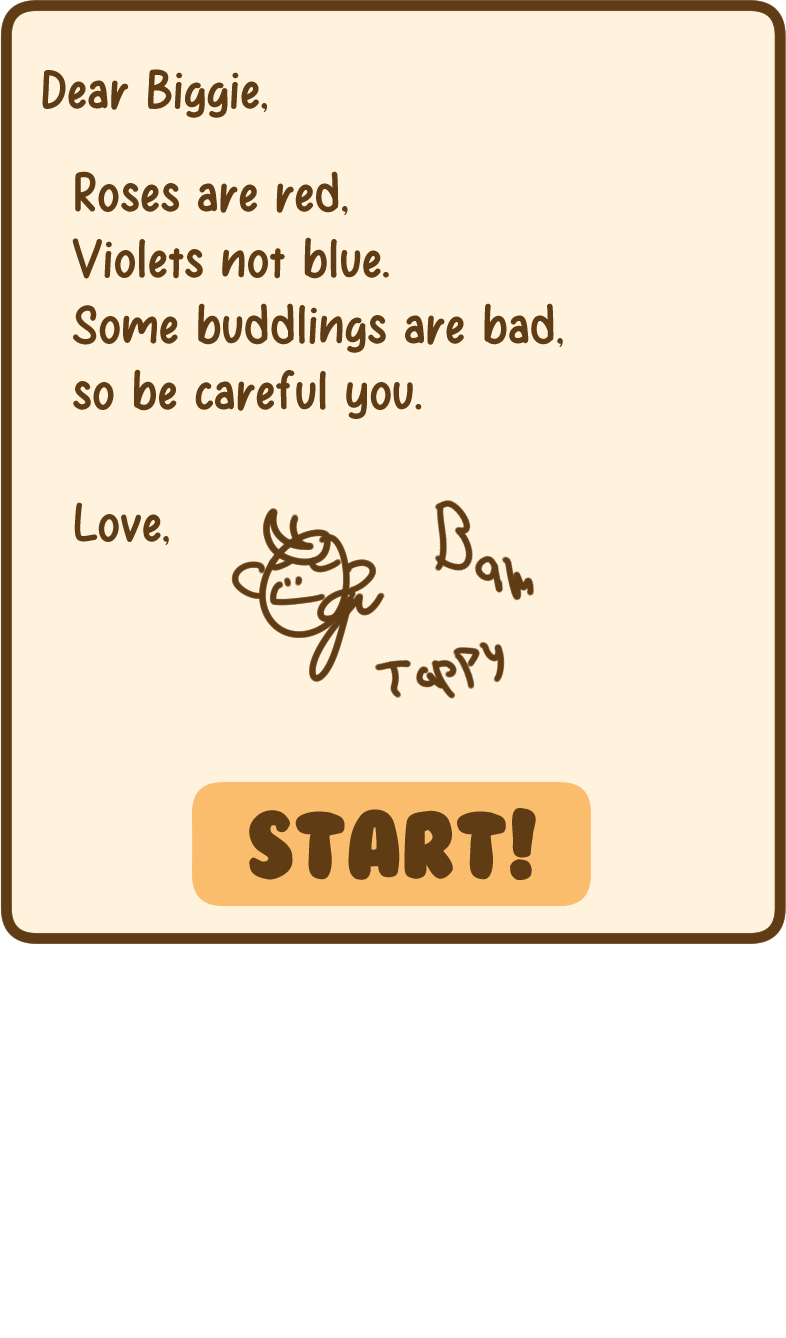 Dear Biggie,
Roses are red,
Violets not blue.
Some buddlings are bad,
so be careful you.
Love,
Bam
Tappy
START!